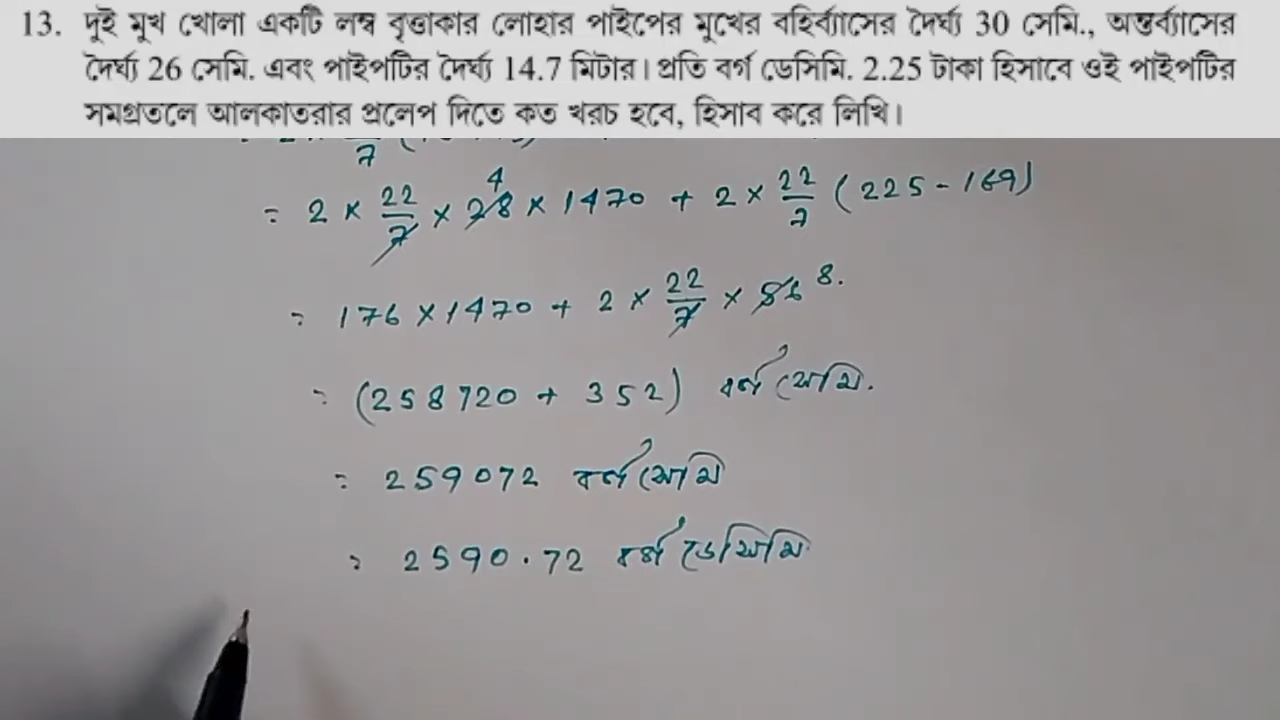 13. দুই মুখ খোলা একটি লম্ব বৃত্তাকার লোহার পাইপের মুখের বহির্ব্যাসের দৈর্ঘ্য 30 সেমি., অন্তর্ব্যাসের
দৈর্ঘ্য 26 সেমি. এবং পাইপটির দৈর্ঘ্য 14.7 মিটার। প্রতি বর্গ ডেসিমি. 2.25 টাকা হিসাবে ওই পাইপটির
সমগ্রতলে আলকাতরার প্রলেপ দিতে কত খরচ হবে, হিসাব করে লিখি।
= 2 × 22/7 × 28 4 × 1470 + 2 × 22/7 (225 - 169)
= 176 × 1470 + 2 × 22/7 × 56 8.
= (258720 + 352) বর্গ সেমি.
= 259072 বর্গ সেমি
= 2590.72 বর্গ ডেসিমি